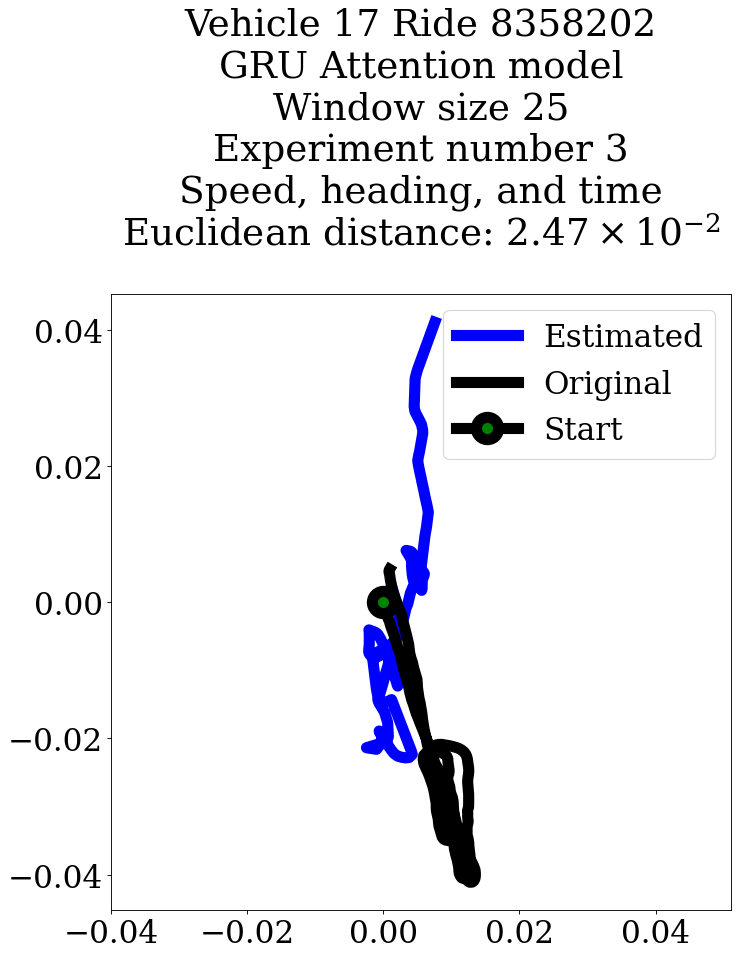 Vehicle 17 Ride 8358202
GRU Attention model
Window size 25
Experiment number 3
Speed, heading, and time
Euclidean distance: 2.47 × 10⁻²
Estimated
Original
Start
0.04
0.02
0.00
−0.02
−0.04
−0.04 −0.02 0.00 0.02 0.04